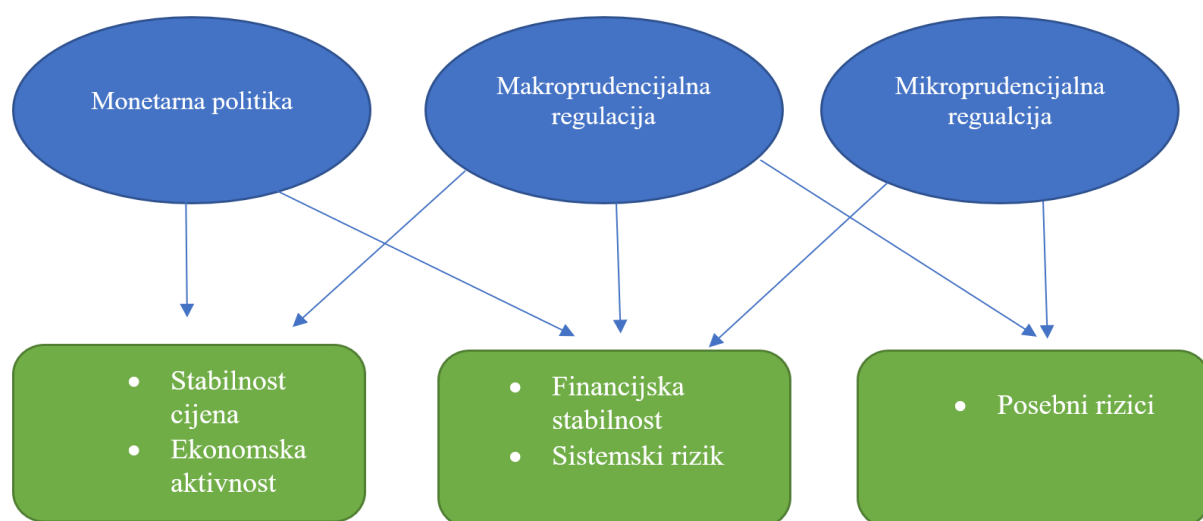 Monetarna politika
Makroprudencijalna
regulacija
Mikroprudencijalna
regualcija
• Stabilnost
cijena
• Ekonomska
aktivnost
• Financijska
stabilnost
• Sistemski rizik
• Posebni rizici